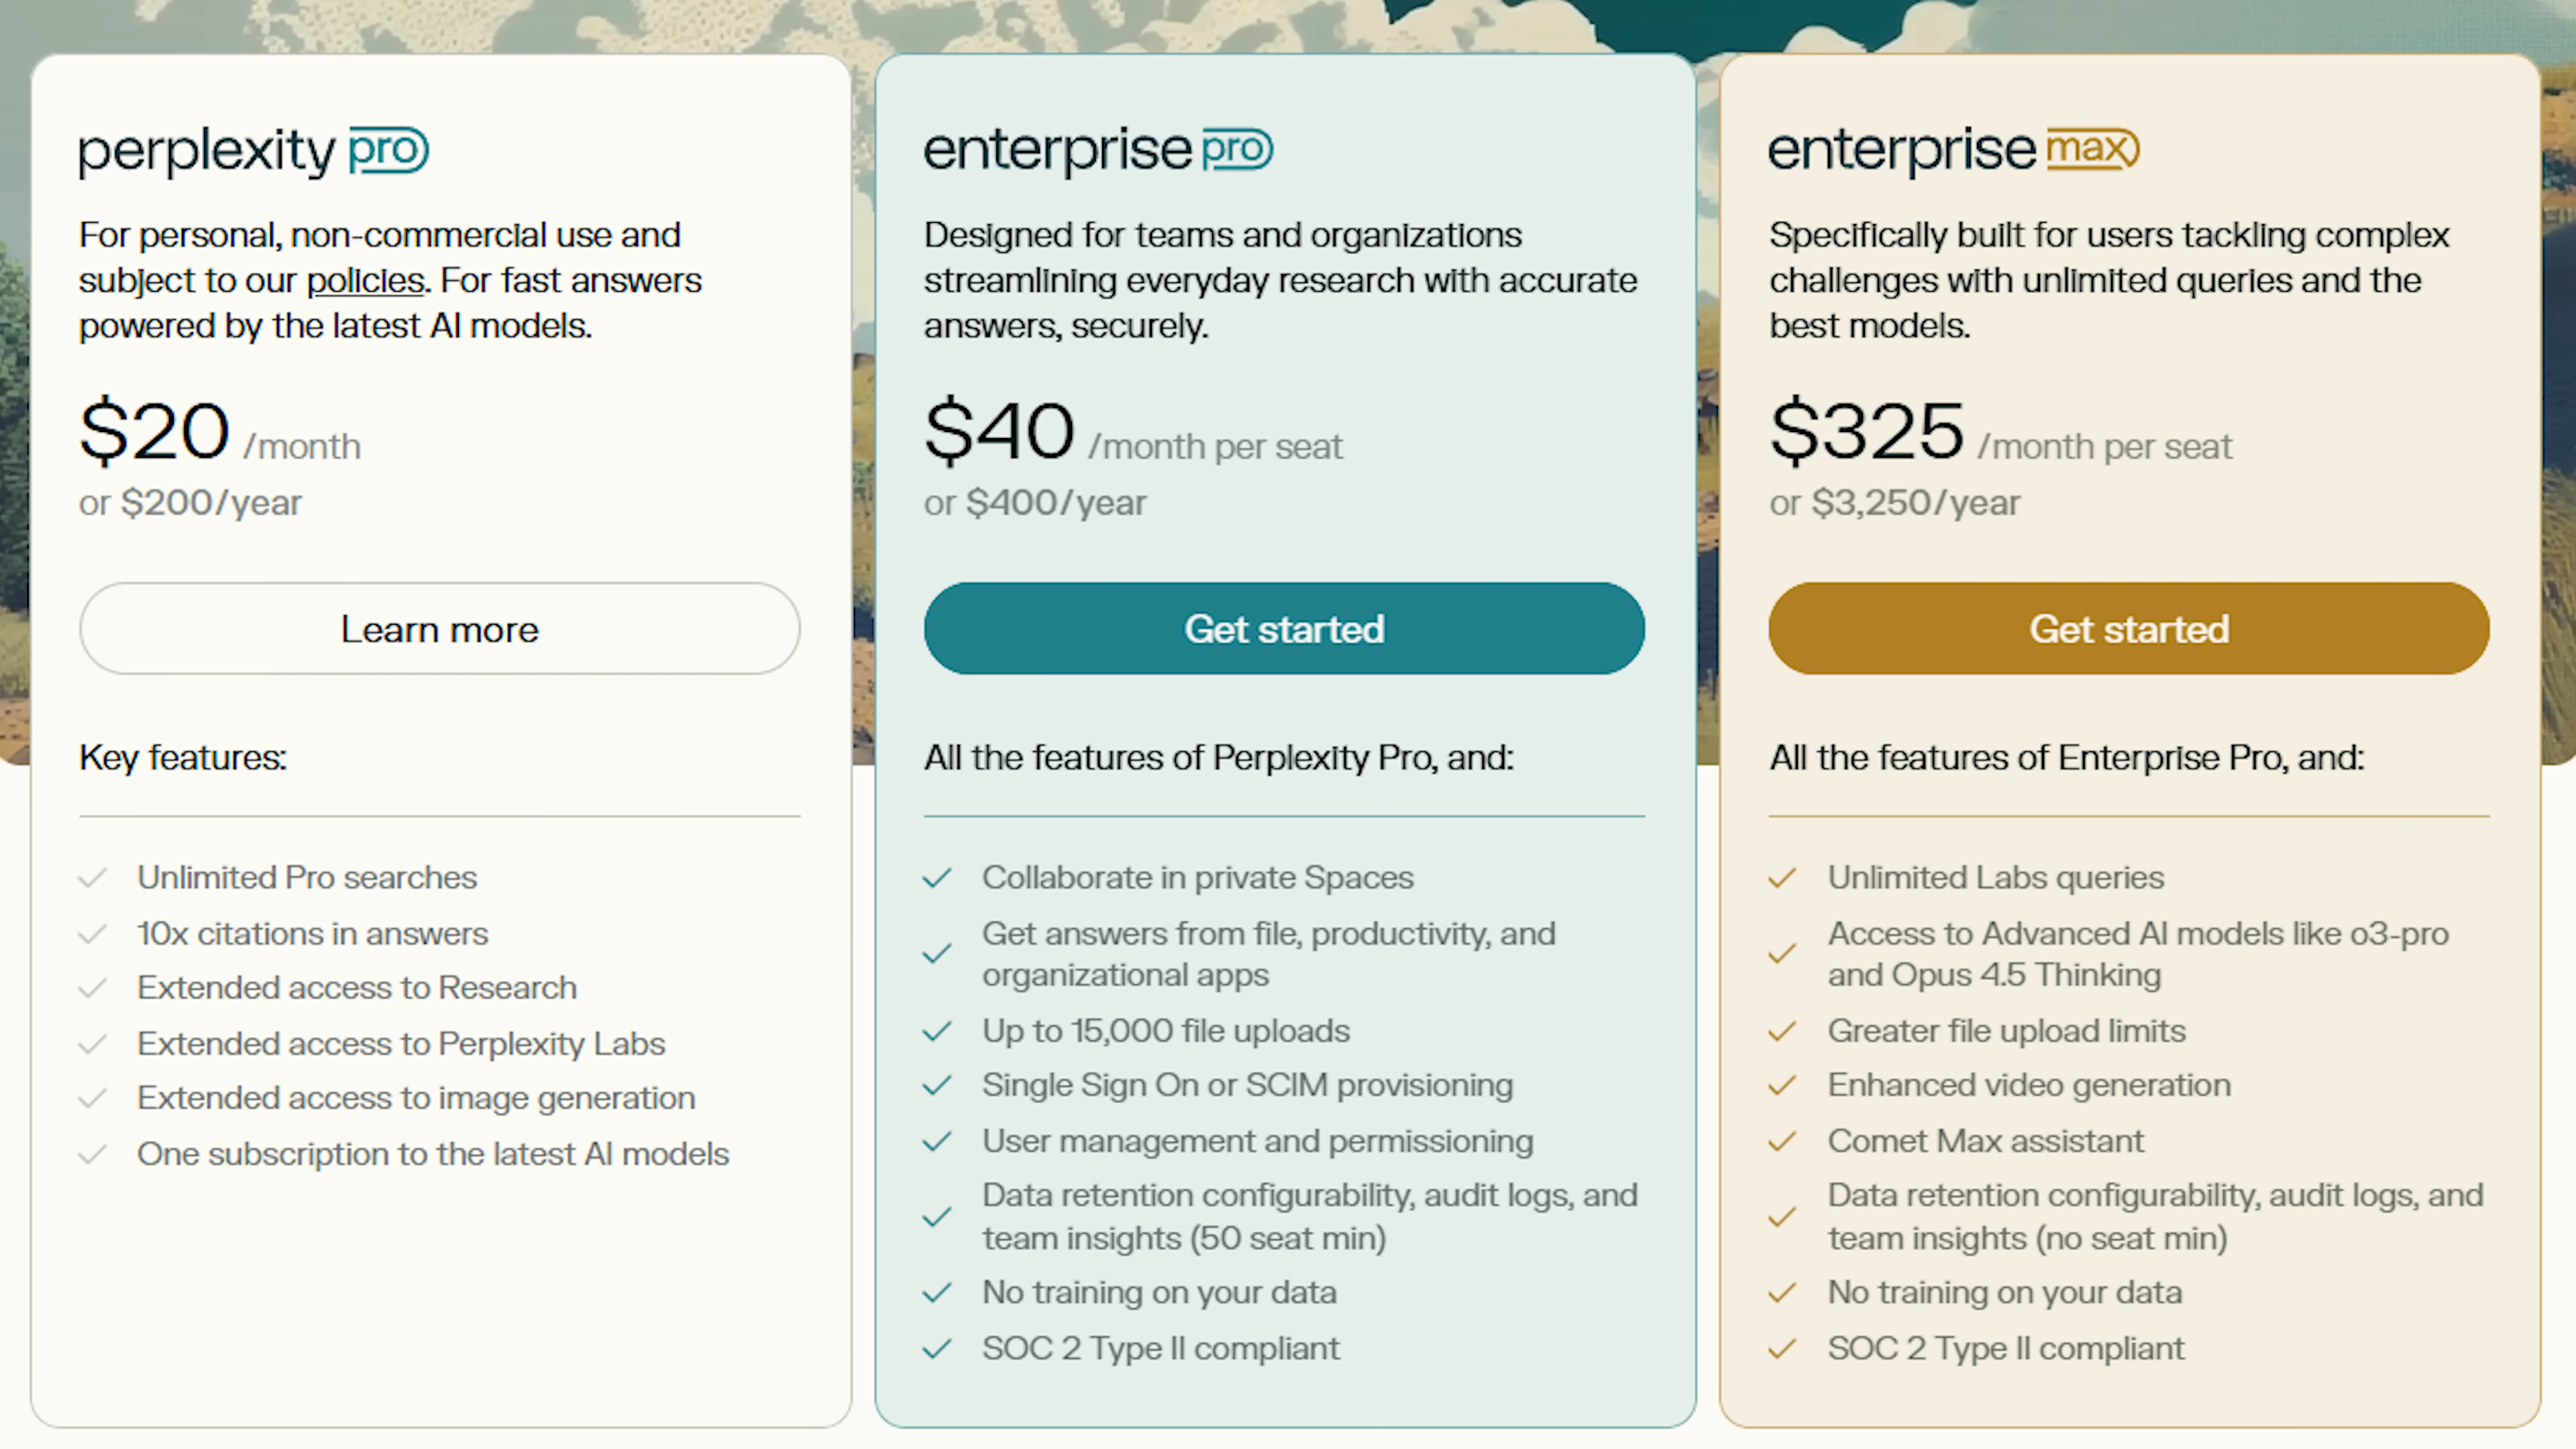 perplexity pro
For personal, non-commercial use and
subject to our policies. For fast answers
powered by the latest AI models.
$20 /month
or $200/year
Learn more
Key features:
Unlimited Pro searches
10x citations in answers
Extended access to Research
Extended access to Perplexity Labs
Extended access to image generation
One subscription to the latest AI models
enterprise pro
Designed for teams and organizations
streamlining everyday research with accurate
answers, securely.
$40 /month per seat
or $400/year
Get started
All the features of Perplexity Pro, and:
Collaborate in private Spaces
Get answers from file, productivity, and
organizational apps
Up to 15,000 file uploads
Single Sign On or SCIM provisioning
User management and permissioning
Data retention configurability, audit logs, and
team insights (50 seat min)
No training on your data
SOC 2 Type II compliant
enterprise max
Specifically built for users tackling complex
challenges with unlimited queries and the
best models.
$325 /month per seat
or $3,250/year
Get started
All the features of Enterprise Pro, and:
Unlimited Labs queries
Access to Advanced AI models like o3-pro
and Opus 4.5 Thinking
Greater file upload limits
Enhanced video generation
Comet Max assistant
Data retention configurability, audit logs, and
team insights (no seat min)
No training on your data
SOC 2 Type II compliant